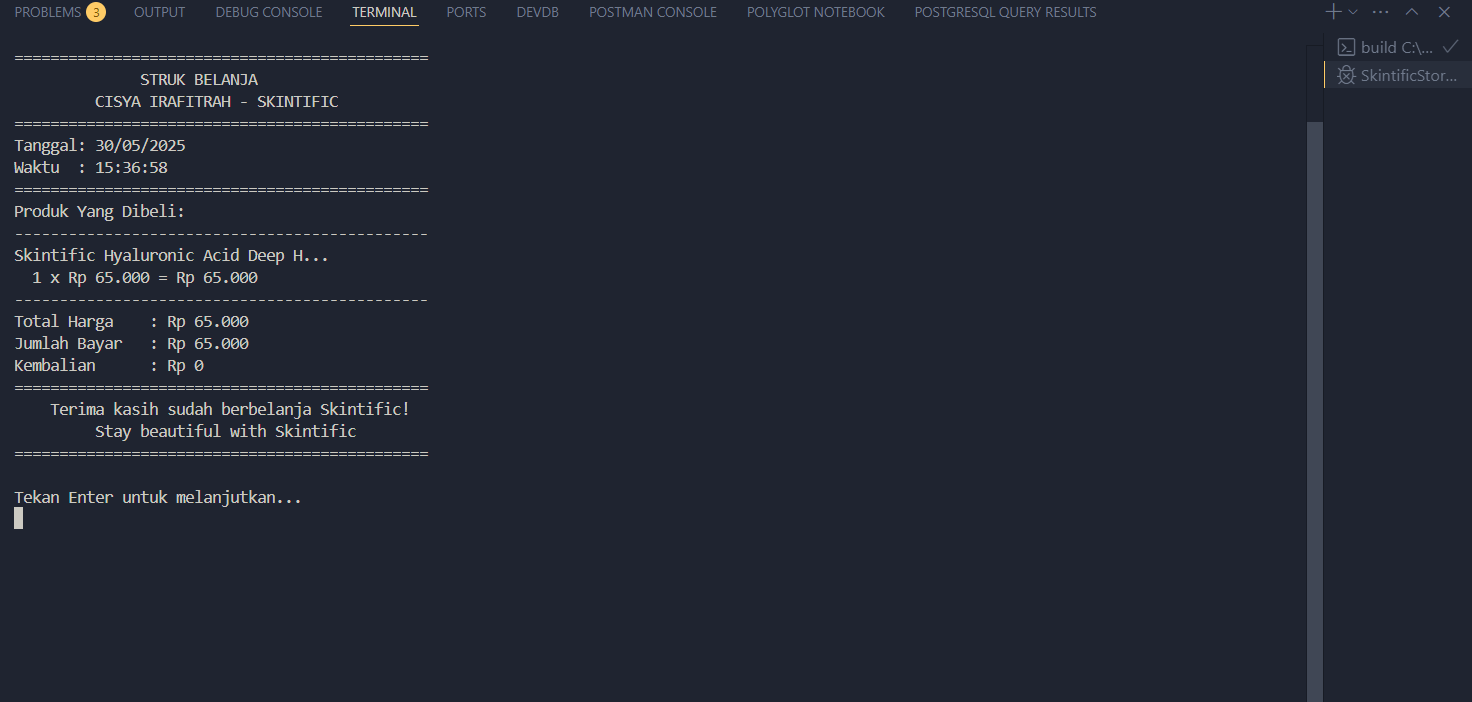 PROBLEMS 3 OUTPUT DEBUG CONSOLE TERMINAL PORTS DEVDB POSTMAN CONSOLE POLYGLOT NOTEBOOK POSTGRESQL QUERY RESULTS
build C:\...
SkintificStor...
==============================================
STRUK BELANJA
CISYA IRAFITRAH - SKINTIFIC
==============================================
Tanggal: 30/05/2025
Waktu  : 15:36:58
==============================================
Produk Yang Dibeli:
----------------------------------------------
Skintific Hyaluronic Acid Deep H...
1 x Rp 65.000 = Rp 65.000
----------------------------------------------
Total Harga    : Rp 65.000
Jumlah Bayar   : Rp 65.000
Kembalian      : Rp 0
==============================================
Terima kasih sudah berbelanja Skintific!
Stay beautiful with Skintific
==============================================
Tekan Enter untuk melanjutkan...